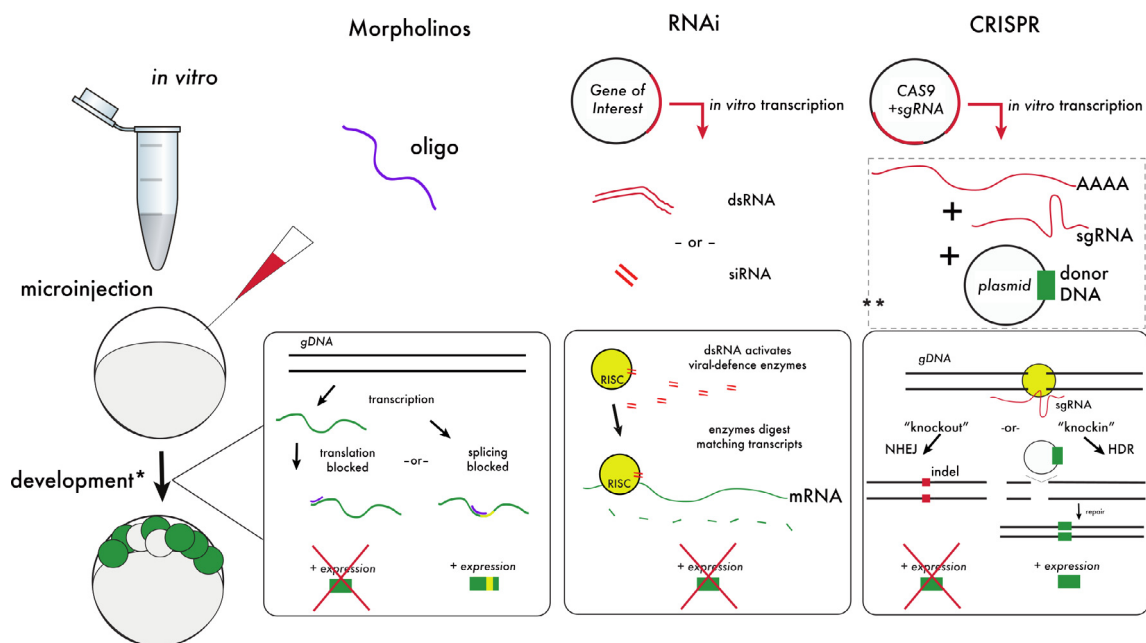 Morpholinos
RNAi
CRISPR
in vitro
microinjection
development*
oligo
Gene of
Interest
in vitro transcription
dsRNA
– or –
siRNA
CAS9
+sgRNA
in vitro transcription
AAAA
+
sgRNA
+
plasmid
donor
DNA
**
gDNA
transcription
translation
blocked
–or–
splicing
blocked
+ expression
+ expression
RISC
dsRNA activates
viral-defence enzymes
enzymes digest
matching transcripts
RISC
mRNA
+ expression
gDNA
sgRNA
"knockout"
-or-
"knockin"
NHEJ
HDR
indel
repair
+ expression
+ expression